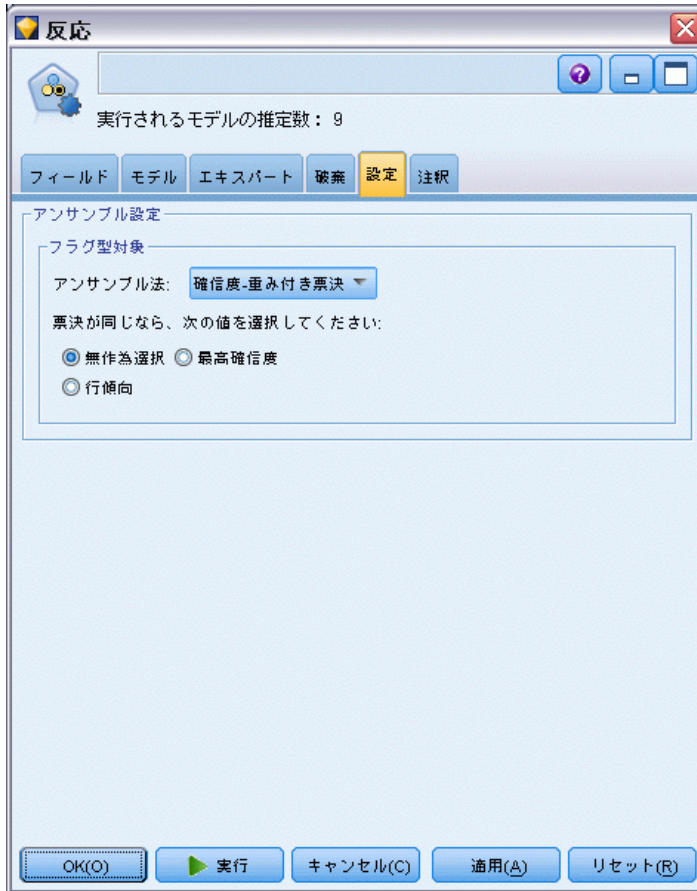 反応
実行されるモデルの推定数： 9
フィールド モデル エキスパート 破棄 設定 注釈
アンサンブル設定
フラグ型対象
アンサンブル法: 確信度-重み付き票決
票決が同じなら、次の値を選択してください:
無作為選択 最高確信度
行傾向
OK(O) 実行 キャンセル(C) 適用(A) リセット(R)